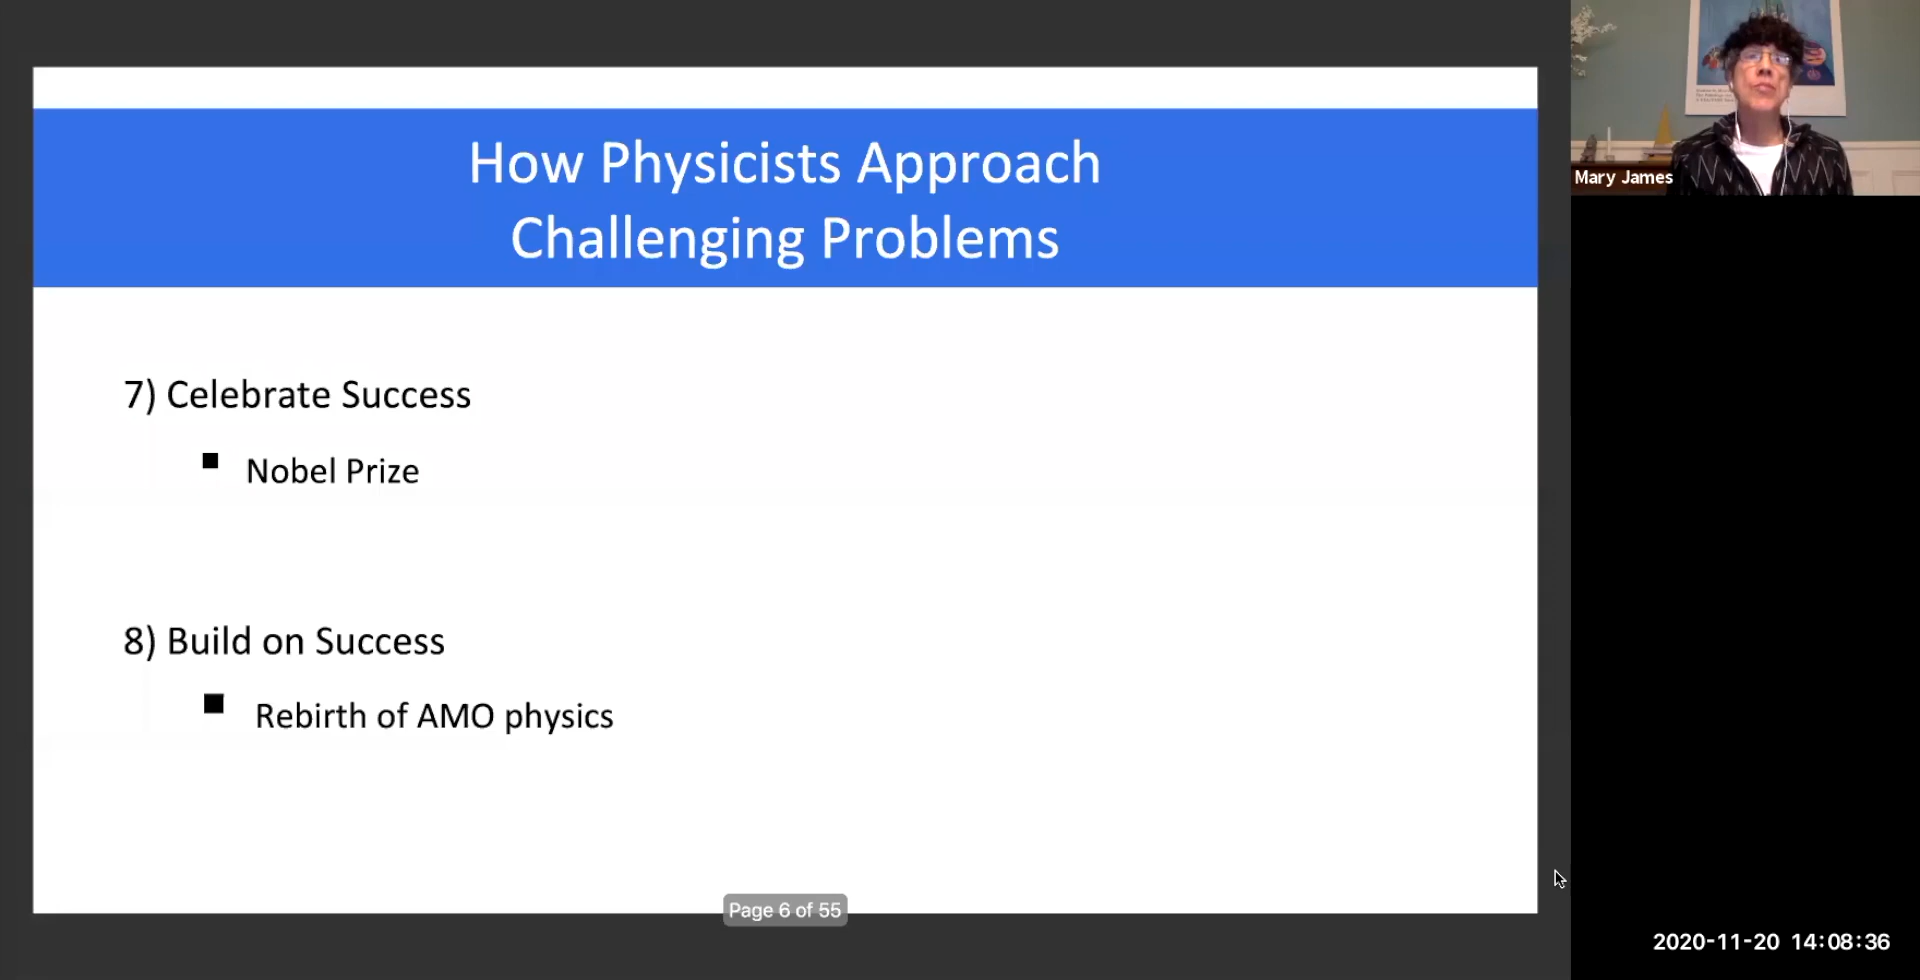 How Physicists Approach
Challenging Problems
7) Celebrate Success
■ Nobel Prize
8) Build on Success
■ Rebirth of AMO physics
Page 6 of 55
Mary James
2020-11-20 14:08:36